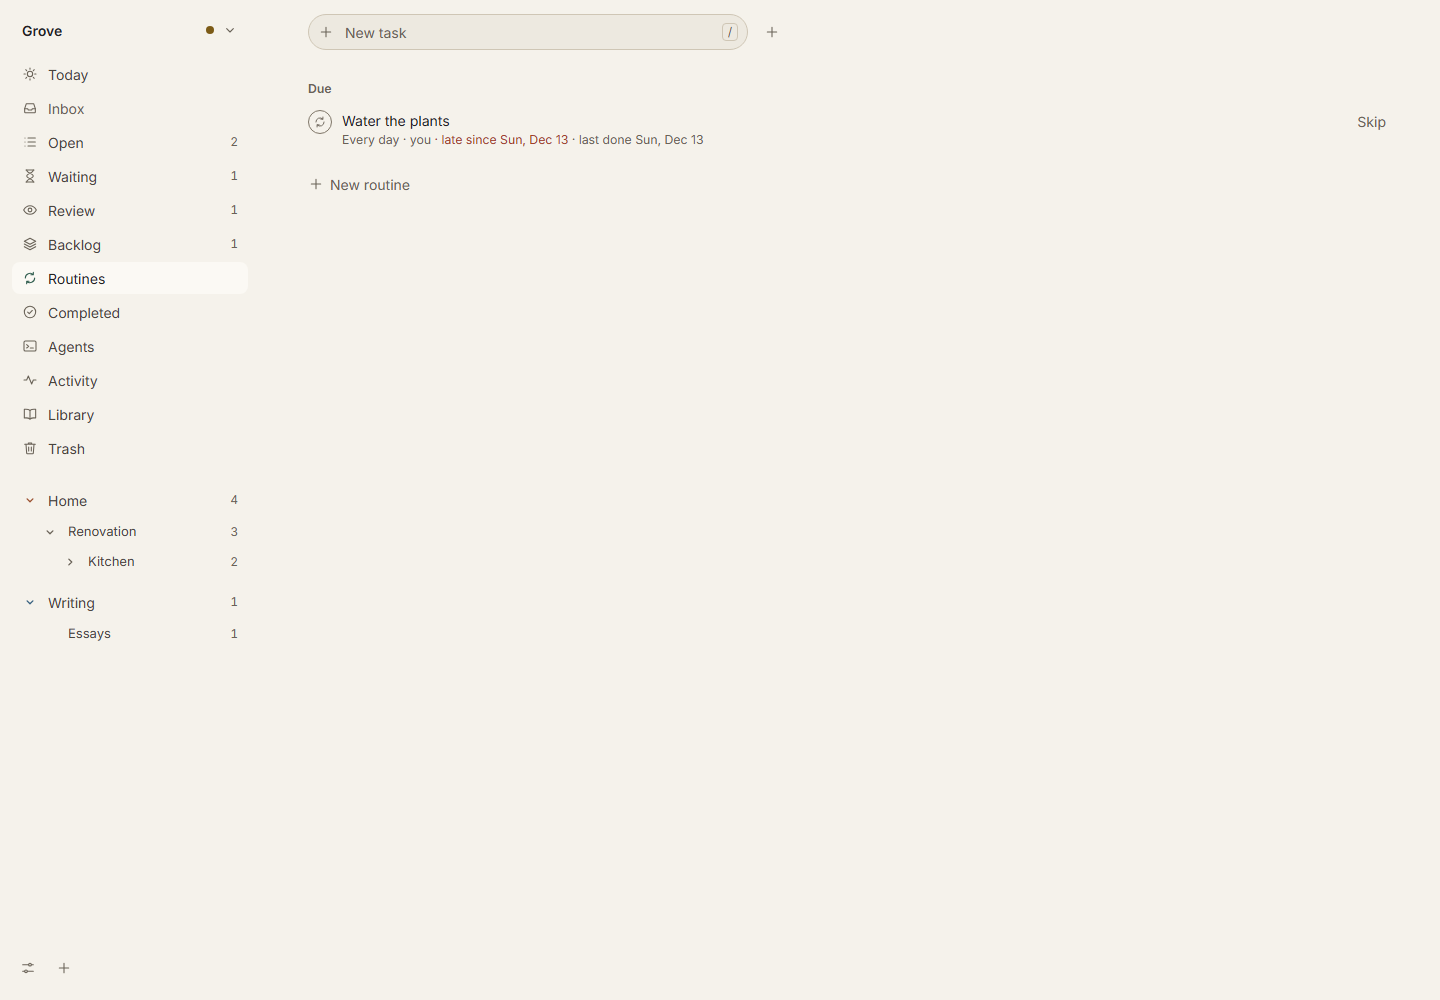 Grove
Today
Inbox
Open 2
Waiting 1
Review 1
Backlog 1
Routines
Completed
Agents
Activity
Library
Trash
Home 4
Renovation 3
Kitchen 2
Writing 1
Essays 1
New task /
Due
Water the plants
Every day · you · late since Sun, Dec 13 · last done Sun, Dec 13
Skip
New routine